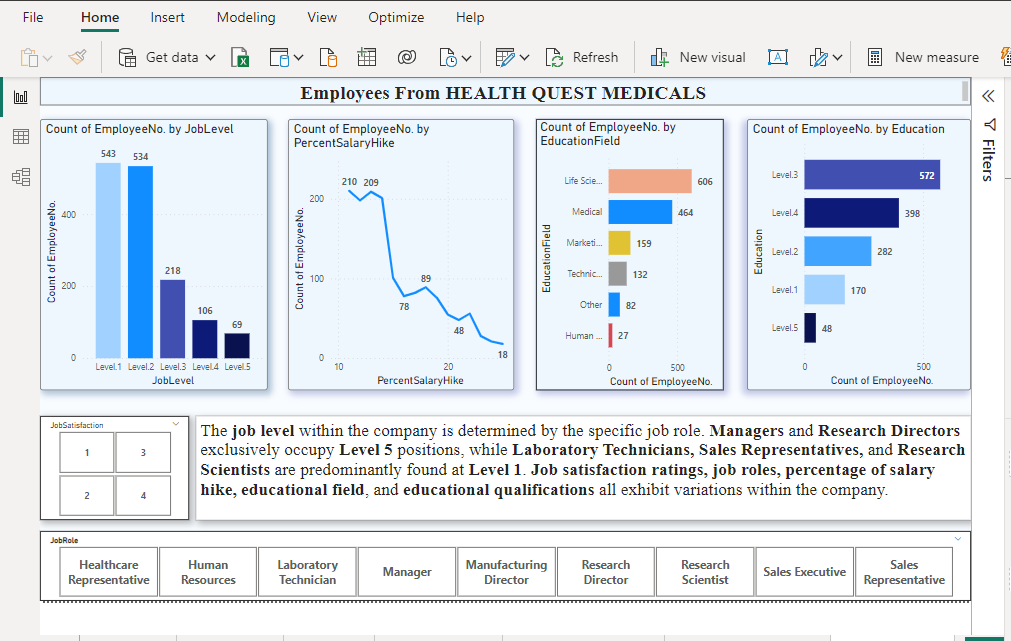 File Home Insert Modeling View Optimize Help
Get data Refresh New visual A New measure
Employees From HEALTH QUEST MEDICALS
Filters
Count of EmployeeNo. by JobLevel
Count of EmployeeNo.
400
200
0
543 534 218 106 69
Level.1 Level.2 Level.3 Level.4 Level.5
JobLevel
Count of EmployeeNo. by
PercentSalaryHike
Count of EmployeeNo.
200
100
0
210 209
89
78
48
18
10 20
PercentSalaryHike
Count of EmployeeNo. by
EducationField
EducationField
Life Scie... 606
Medical 464
Marketi... 159
Technic... 132
Other 82
Human ... 27
0 500
Count of EmployeeNo.
Count of EmployeeNo. by Education
Education
Level.3 572
Level.4 398
Level.2 282
Level.1 170
Level.5 48
0 500
Count of EmployeeNo.
JobSatisfaction
1 3
2 4
The job level within the company is determined by the specific job role. Managers and Research Directors
exclusively occupy Level 5 positions, while Laboratory Technicians, Sales Representatives, and Research
Scientists are predominantly found at Level 1. Job satisfaction ratings, job roles, percentage of salary
hike, educational field, and educational qualifications all exhibit variations within the company.
JobRole
Healthcare
Representative
Human
Resources
Laboratory
Technician
Manager
Manufacturing
Director
Research
Director
Research
Scientist
Sales Executive
Sales
Representative